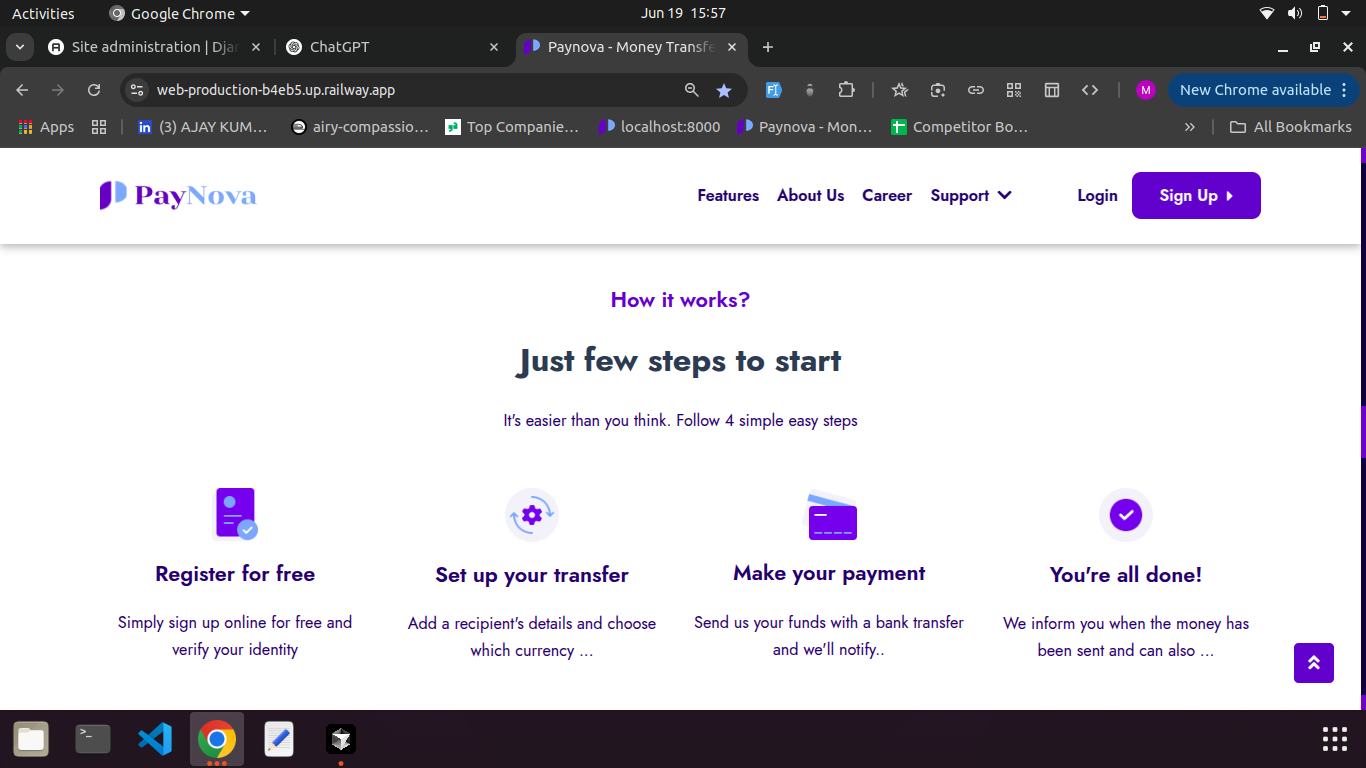 Activities
Google Chrome
Jun 19 15:57
Site administration | Djan
ChatGPT
Paynova - Money Transfe
web-production-b4eb5.up.railway.app
M
New Chrome available
Apps
(3) AJAY KUM...
airy-compassio...
Top Companie...
localhost:8000
Paynova - Mon...
Competitor Bo...
All Bookmarks
PayNova
Features
About Us
Career
Support
Login
Sign Up
How it works?
Just few steps to start
It's easier than you think. Follow 4 simple easy steps
Register for free
Simply sign up online for free and
verify your identity
Set up your transfer
Add a recipient's details and choose
which currency ...
Make your payment
Send us your funds with a bank transfer
and we'll notify..
You're all done!
We inform you when the money has
been sent and can also ...